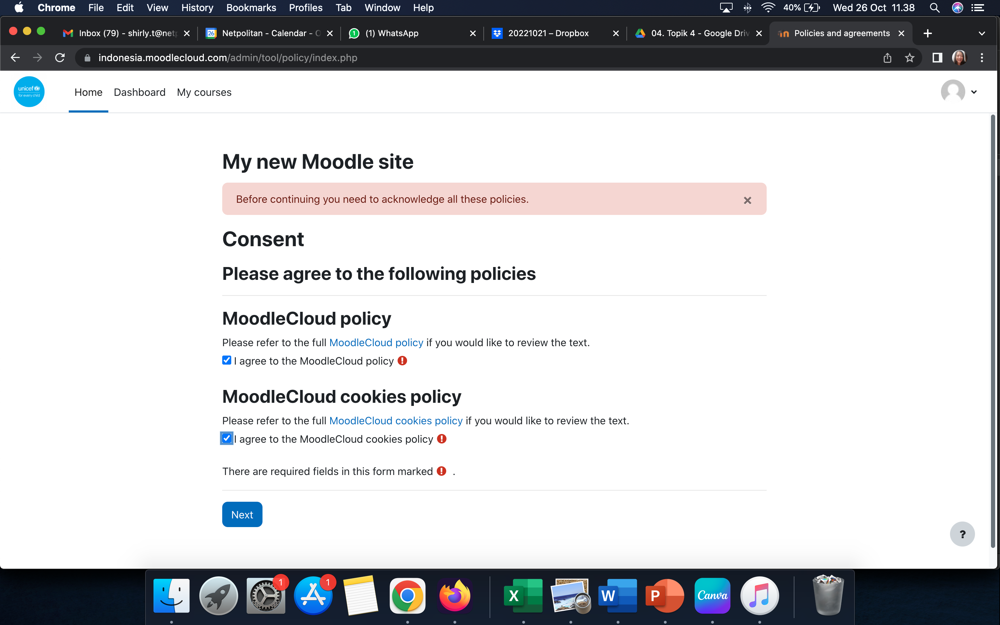 Chrome File Edit View History Bookmarks Profiles Tab Window Help 40% Wed 26 Oct 11.38
Inbox (79) - shirly.t@net 26 Netpolitan - Calendar - 1 (1) WhatsApp 20221021 – Dropbox 04. Topik 4 - Google Driv Policies and agreements
indonesia.moodlecloud.com/admin/tool/policy/index.php
unicef
for every child
Home Dashboard My courses
My new Moodle site
Before continuing you need to acknowledge all these policies.
Consent
Please agree to the following policies
MoodleCloud policy
Please refer to the full MoodleCloud policy if you would like to review the text.
I agree to the MoodleCloud policy
MoodleCloud cookies policy
Please refer to the full MoodleCloud cookies policy if you would like to review the text.
I agree to the MoodleCloud cookies policy
There are required fields in this form marked .
Next
?
1 1 X W P Canva